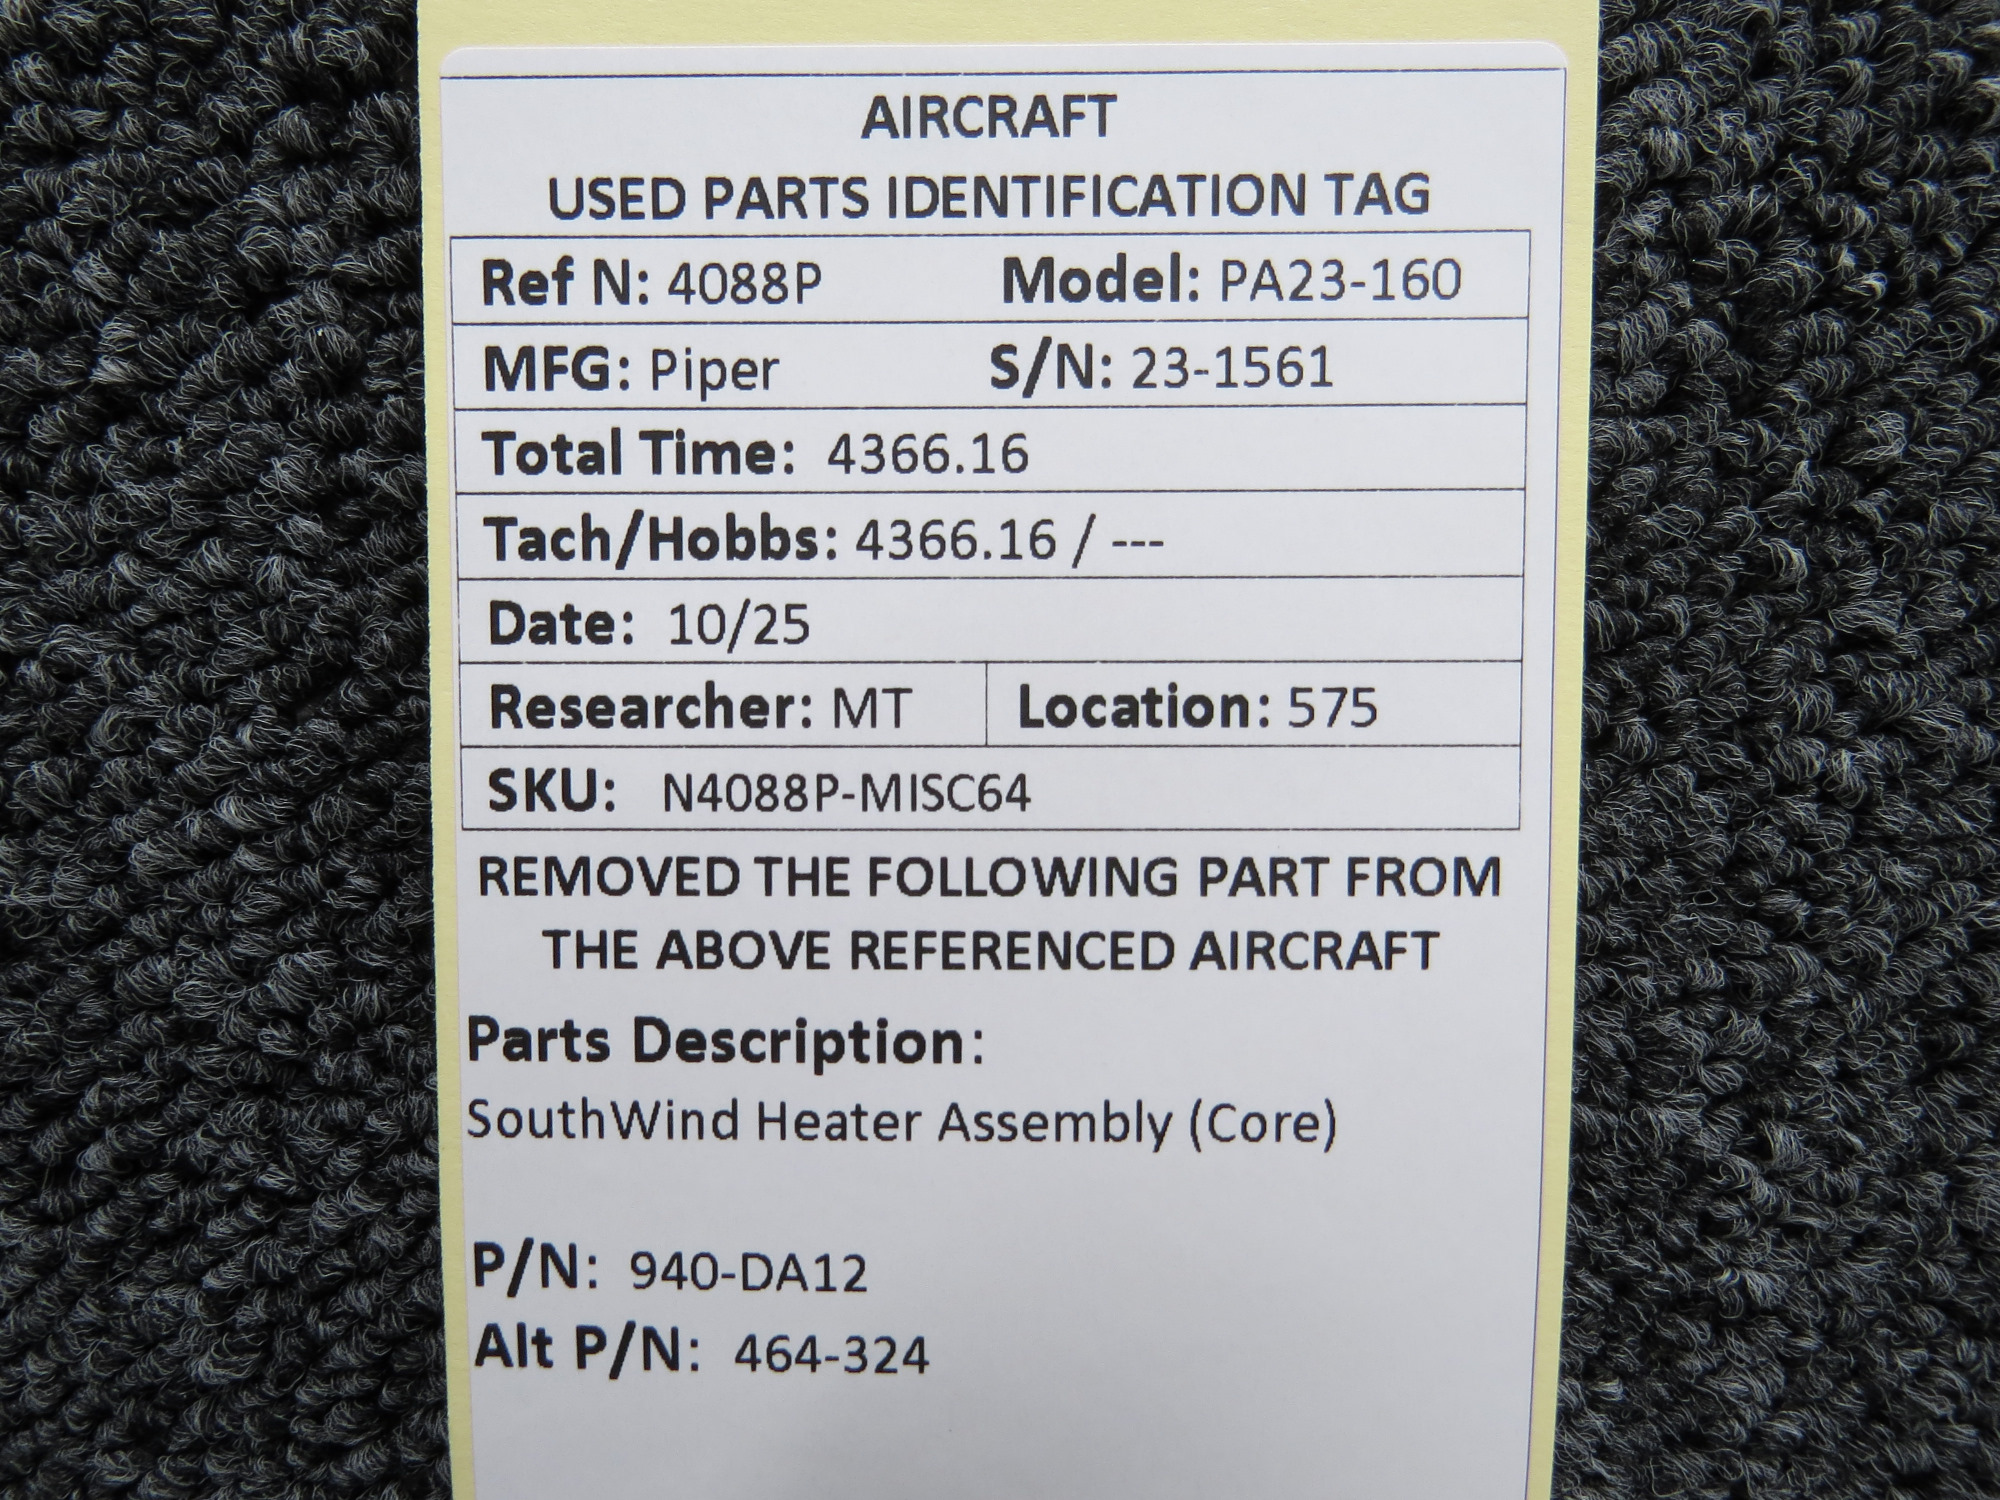 AIRCRAFT
USED PARTS IDENTIFICATION TAG
Ref N: 4088P Model: PA23-160
MFG: Piper S/N: 23-1561
Total Time: 4366.16
Tach/Hobbs: 4366.16 / ---
Date: 10/25
Researcher: MT Location: 575
SKU: N4088P-MISC64
REMOVED THE FOLLOWING PART FROM
THE ABOVE REFERENCED AIRCRAFT
Parts Description:
SouthWind Heater Assembly (Core)
P/N: 940-DA12
Alt P/N: 464-324